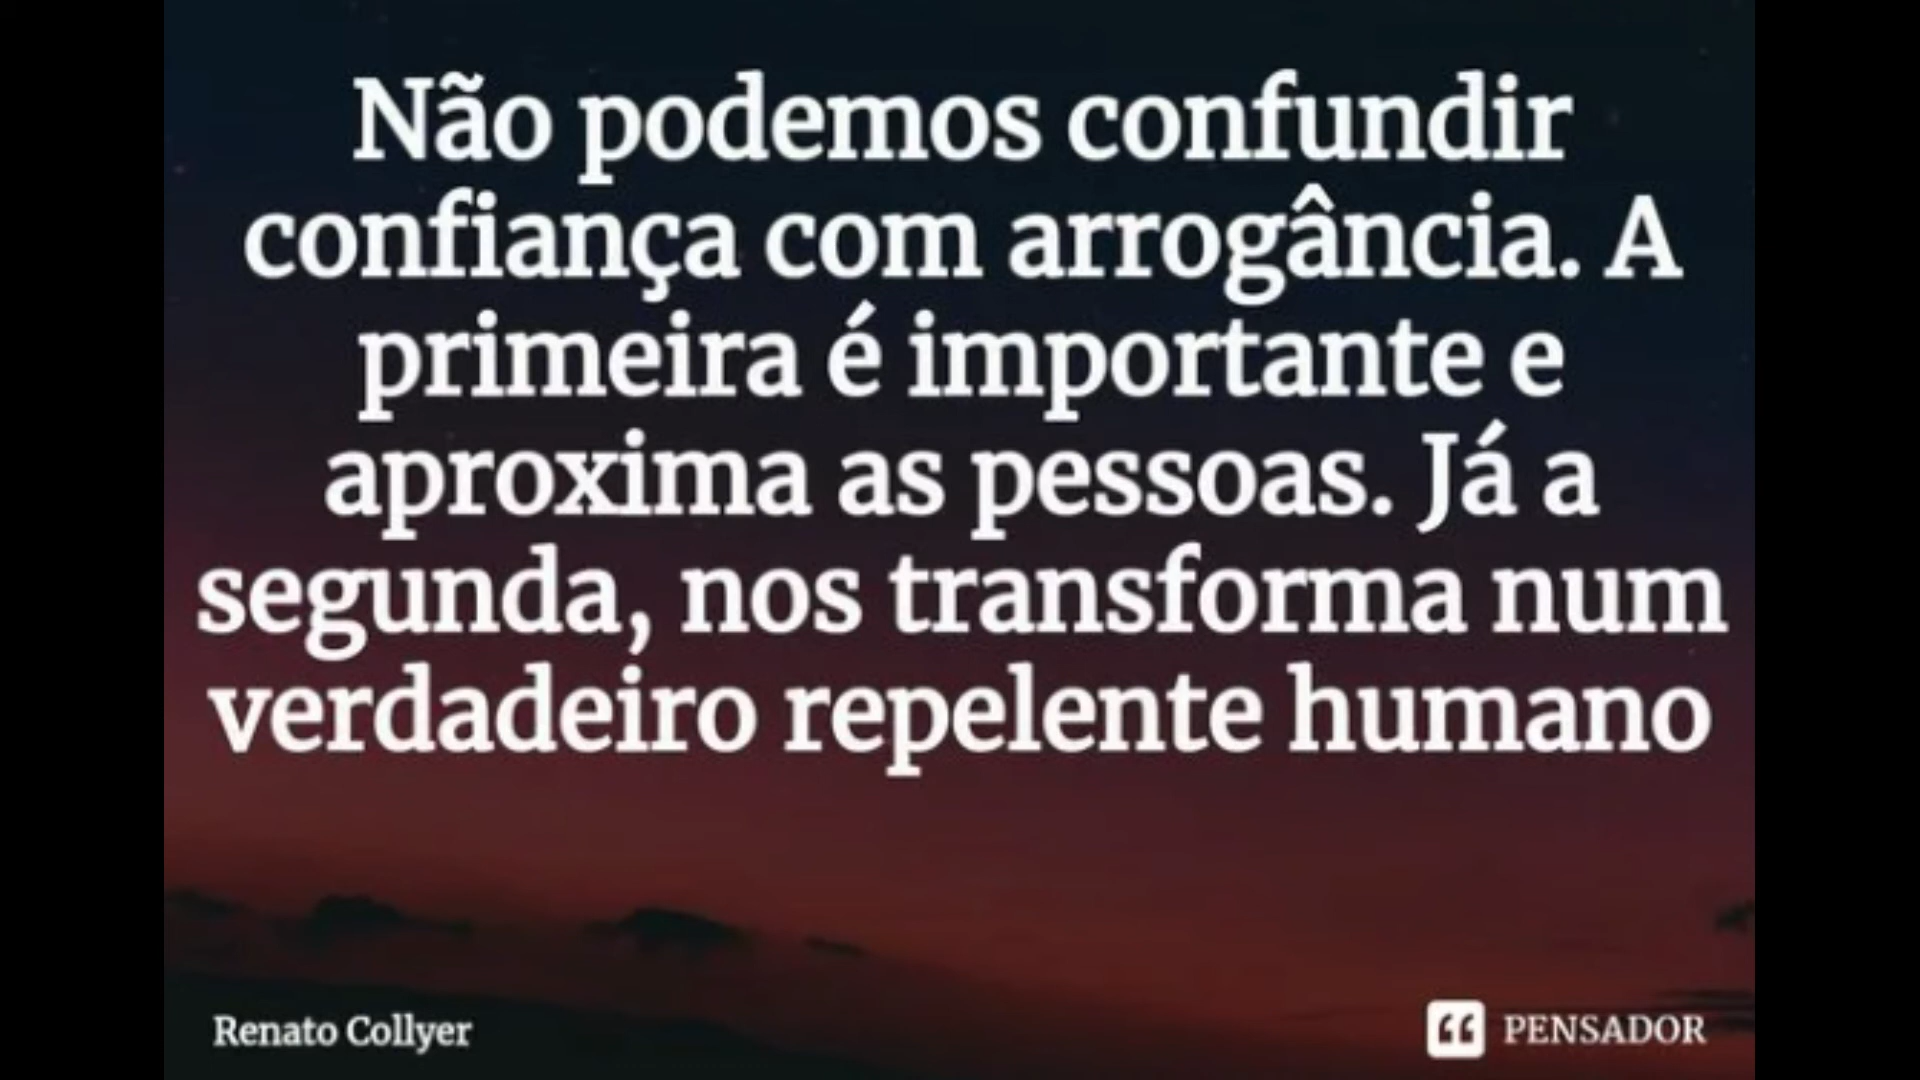 Não podemos confundir
confiança com arrogância. A
primeira é importante e
aproxima as pessoas. Já a
segunda, nos transforma num
verdadeiro repelente humano
Renato Collyer
PENSADOR